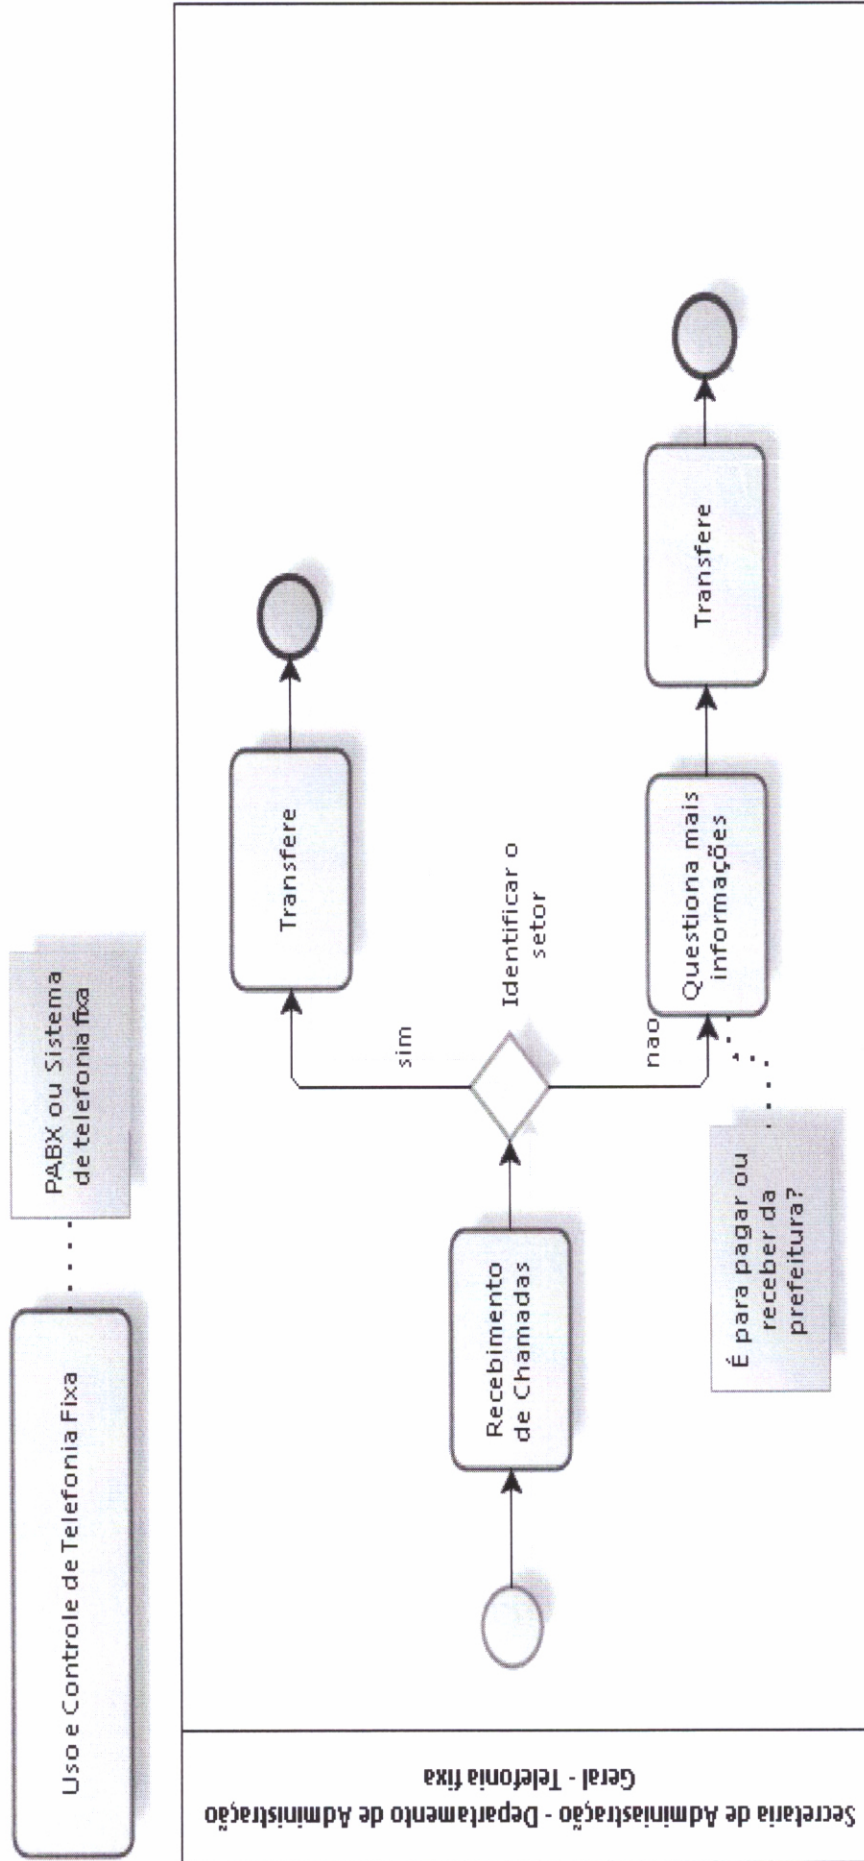 Uso e Controle de Telefonia Fixa
PABX ou Sistema
de telefonia fixa
Secretaria de Adminiastração - Departamento de Administração
Geral - Telefonia fixa
Recebimento
de Chamadas
Identificar o
setor
sim
Transfere
nao
Questiona mais
informações
Transfere
É para pagar ou
receber da
prefeitura?